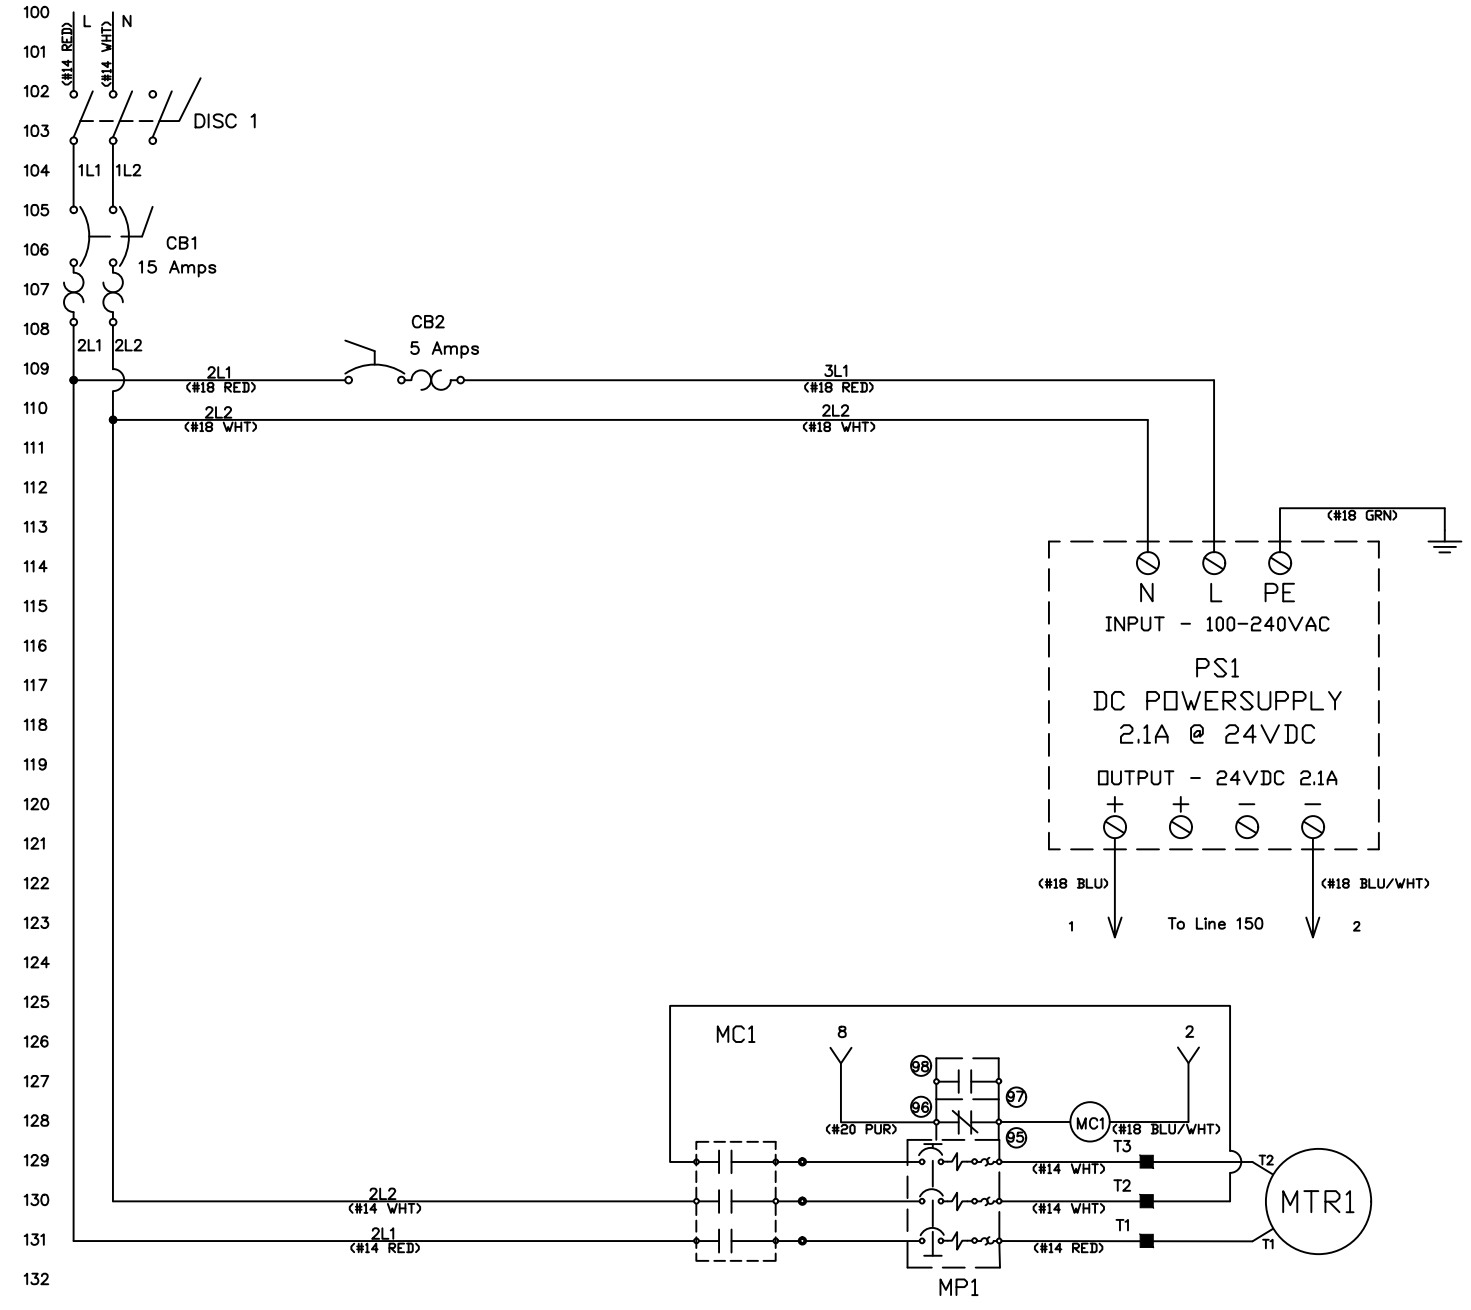 100
L N
(#14 RED)
(#14 WHT)
101
102
DISC 1
103
104
1L1 1L2
105
106
CB1
15 Amps
107
108
CB2
2L1 2L2
5 Amps
109
2L1
(#18 RED)
3L1
(#18 RED)
110
2L2
(#18 WHT)
2L2
(#18 WHT)
111
112
113
(#18 GRN)
114
N L PE
115
INPUT - 100-240VAC
116
PS1
117
DC POWERSUPPLY
118
2.1A @ 24VDC
119
OUTPUT - 24VDC 2.1A
120
+ + - -
121
122
(#18 BLU) (#18 BLU/WHT)
123
1 To Line 150 2
124
125
126
MC1 8 2
127
98
97
128
96
(#20 PUR)
MC1
(#18 BLU/WHT)
95
129
T3
(#14 WHT)
T2
130
2L2
(#14 WHT)
T2
(#14 WHT)
MTR1
131
2L1
(#14 RED)
T1
(#14 RED)
T1
132
MP1